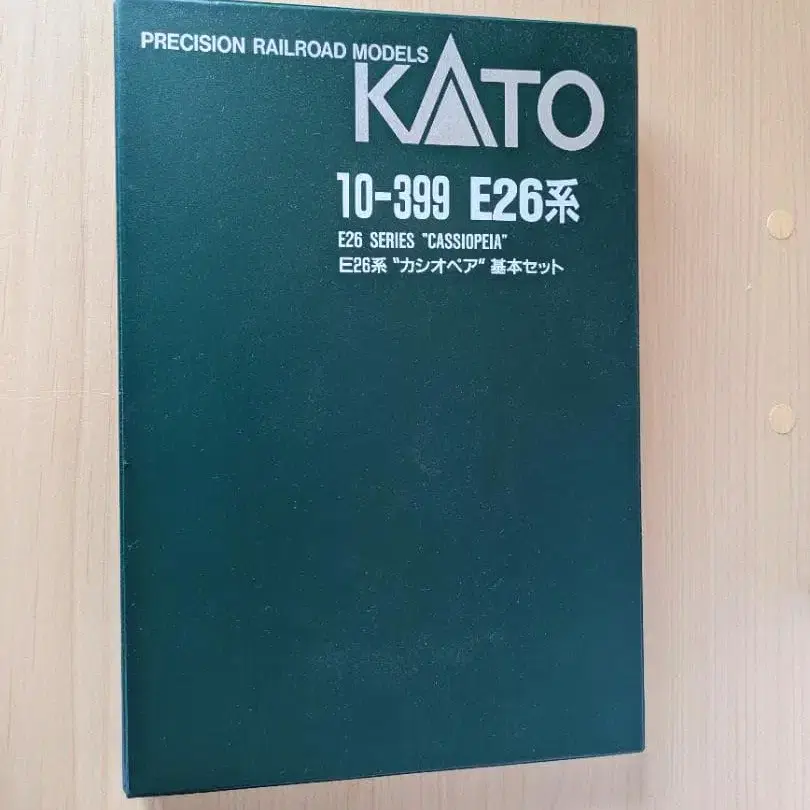 PRECISION RAILROAD MODELS
KATO
10-399 E26系
E26 SERIES "CASSIOPEIA"
E26系 "カシオペア" 基本セット